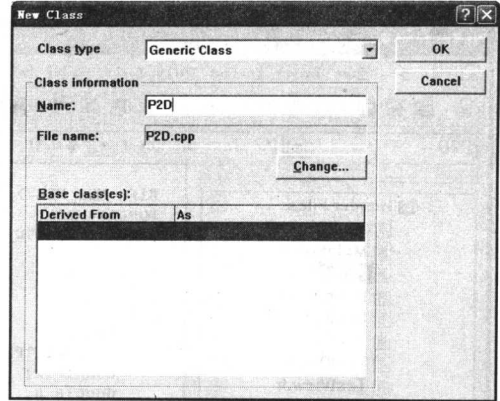 New Class
Class type
Generic Class
OK
Cancel
Class information
Name:
P2D
File name:
P2D.cpp
Change...
Base class(es):
Derived From
As